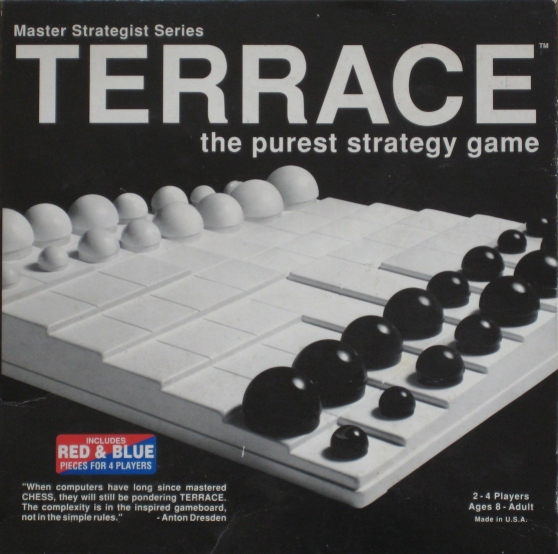 Master Strategist Series
TERRACE™
the purest strategy game
INCLUDES
RED & BLUE
PIECES FOR 4 PLAYERS
"When computers have long since mastered
CHESS, they will still be pondering TERRACE.
The complexity is in the inspired gameboard,
not in the simple rules." - Anton Dresden
2 - 4 Players
Ages 8 - Adult
Made in U.S.A.